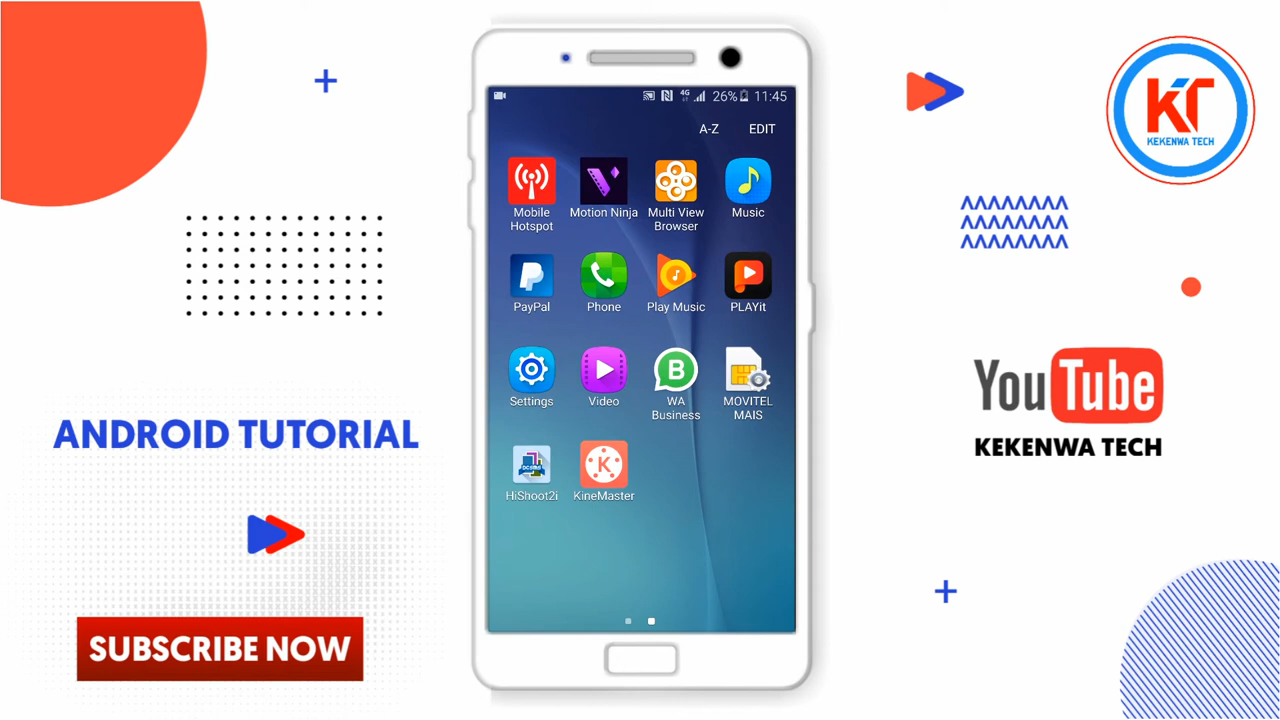 26% 11:45
A-Z EDIT
Mobile Hotspot
Motion Ninja
Multi View Browser
Music
PayPal
Phone
Play Music
PLAYit
Settings
Video
WA Business
MOVITEL MAIS
HiShoot2i
KineMaster
ANDROID TUTORIAL
SUBSCRIBE NOW
KT
KEKENWA TECH
YouTube
KEKENWA TECH